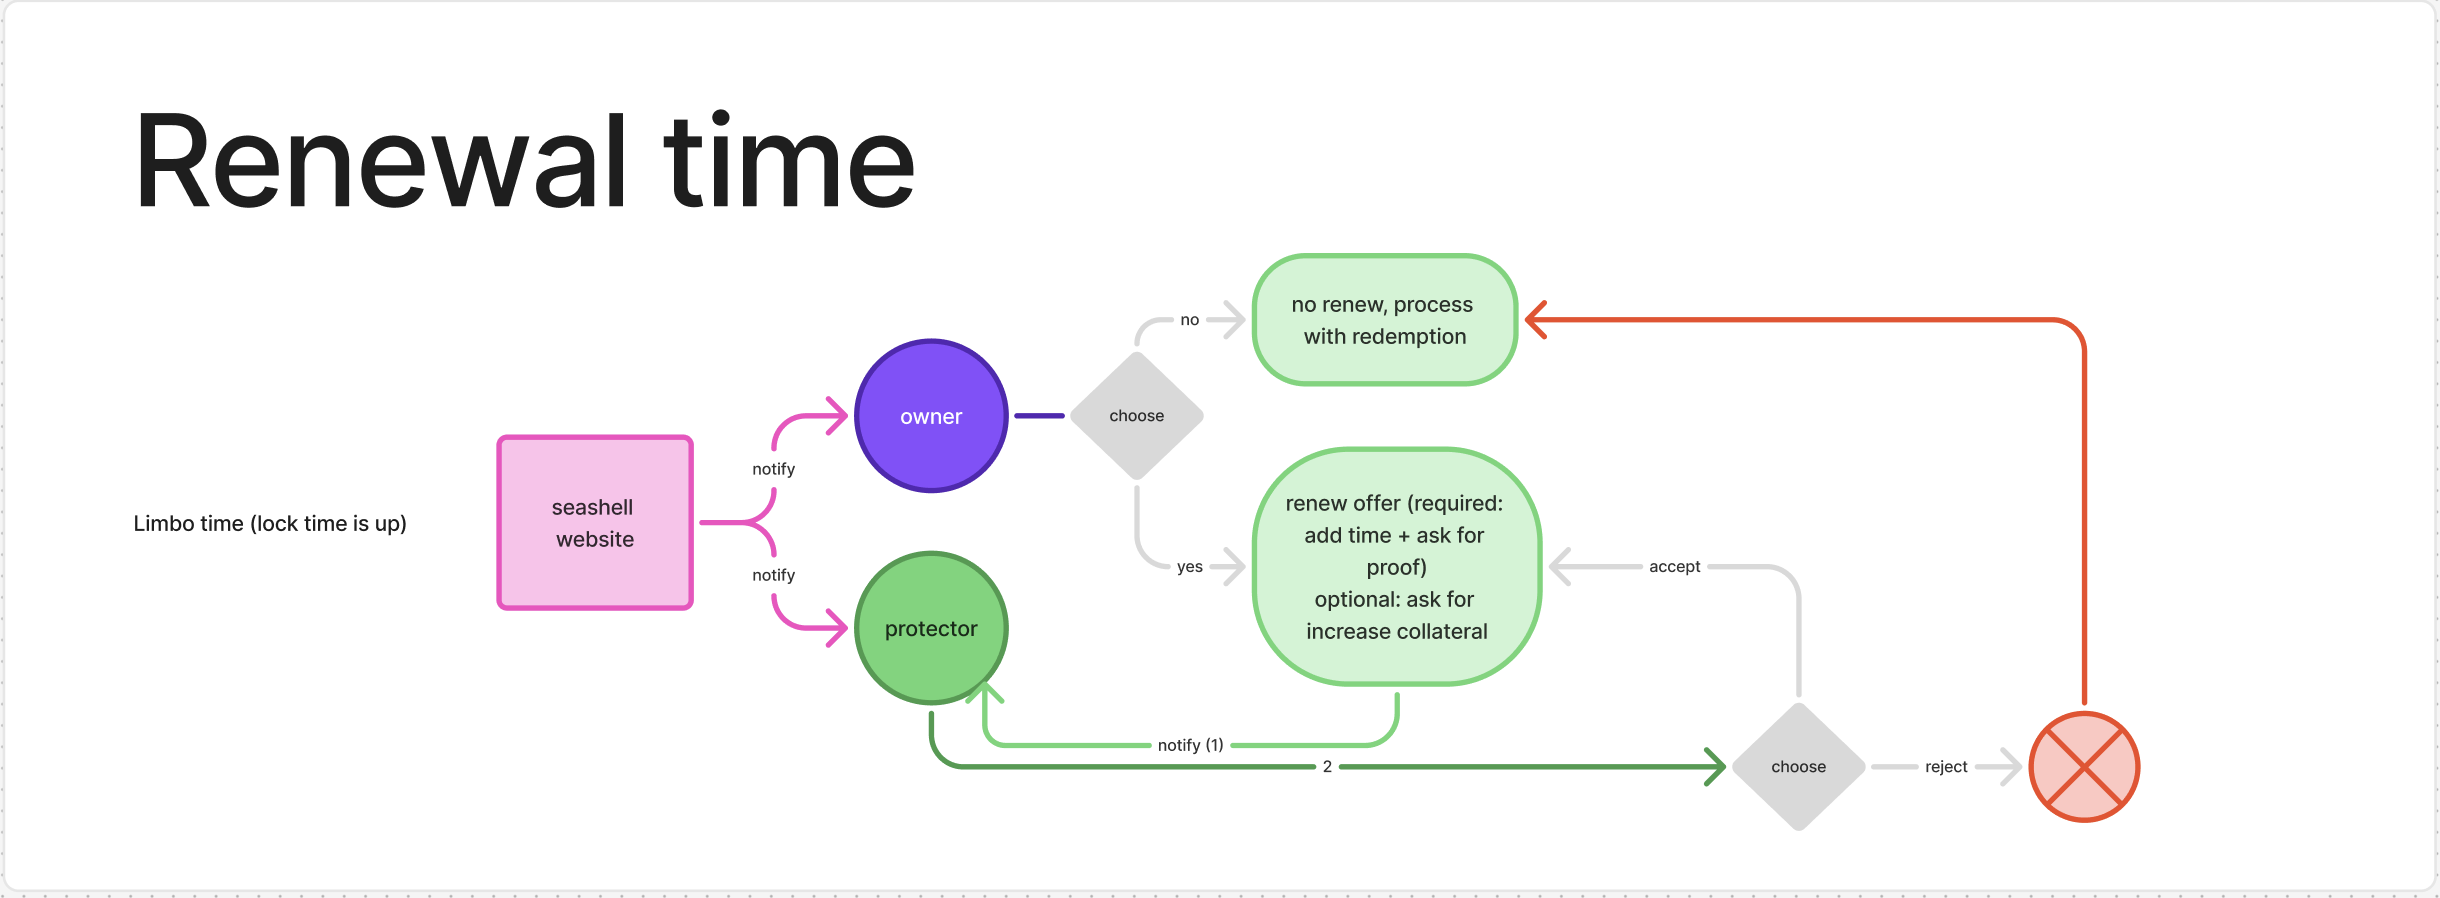 Renewal time
Limbo time (lock time is up)
seashell
website
notify
notify
owner
protector
choose
no
yes
no renew, process
with redemption
renew offer (required:
add time + ask for
proof)
optional: ask for
increase collateral
notify (1)
2
accept
choose
reject